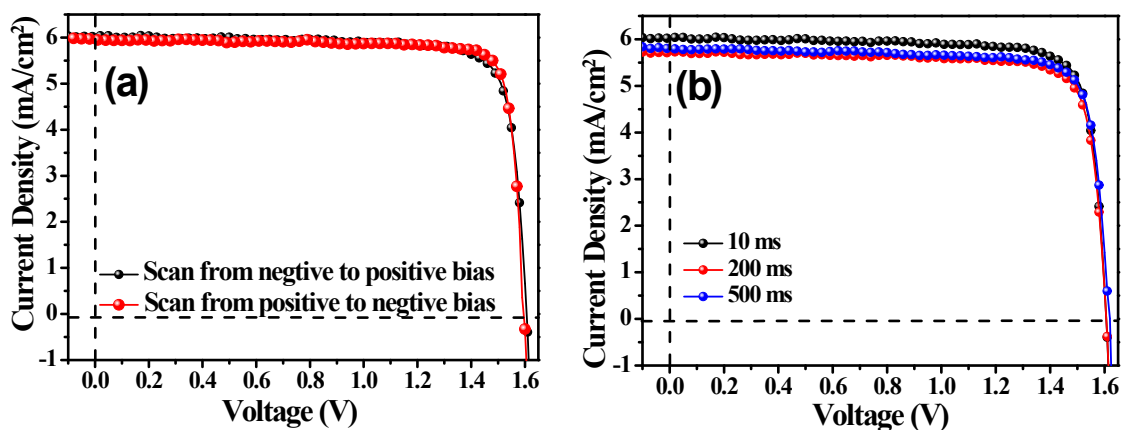 (a)
Current Density (mA/cm²)
6
5
4
3
2
1
0
-1
Scan from negtive to positive bias
Scan from positive to negtive bias
0.0 0.2 0.4 0.6 0.8 1.0 1.2 1.4 1.6
Voltage (V)
(b)
Current Density (mA/cm²)
6
5
4
3
2
1
0
-1
10 ms
200 ms
500 ms
0.0 0.2 0.4 0.6 0.8 1.0 1.2 1.4 1.6
Voltage (V)